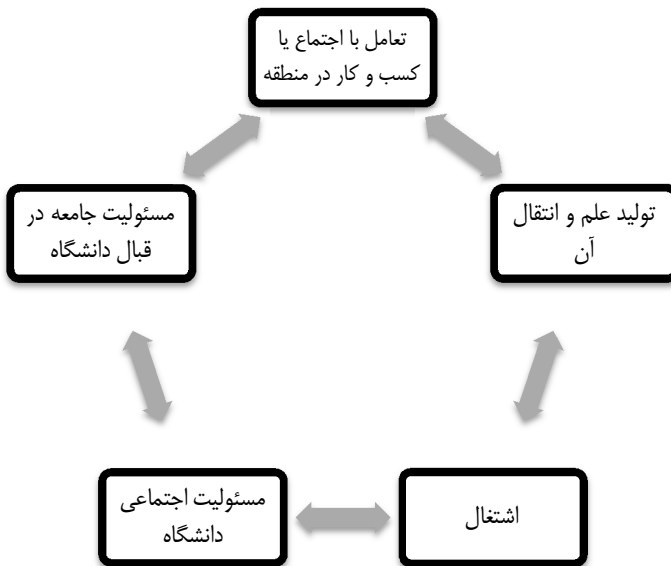 تعامل با اجتماع یا
کسب و کار در منطقه
تولید علم و انتقال
آن
مسئولیت جامعه در
قبال دانشگاه
اشتغال
مسئولیت اجتماعی
دانشگاه